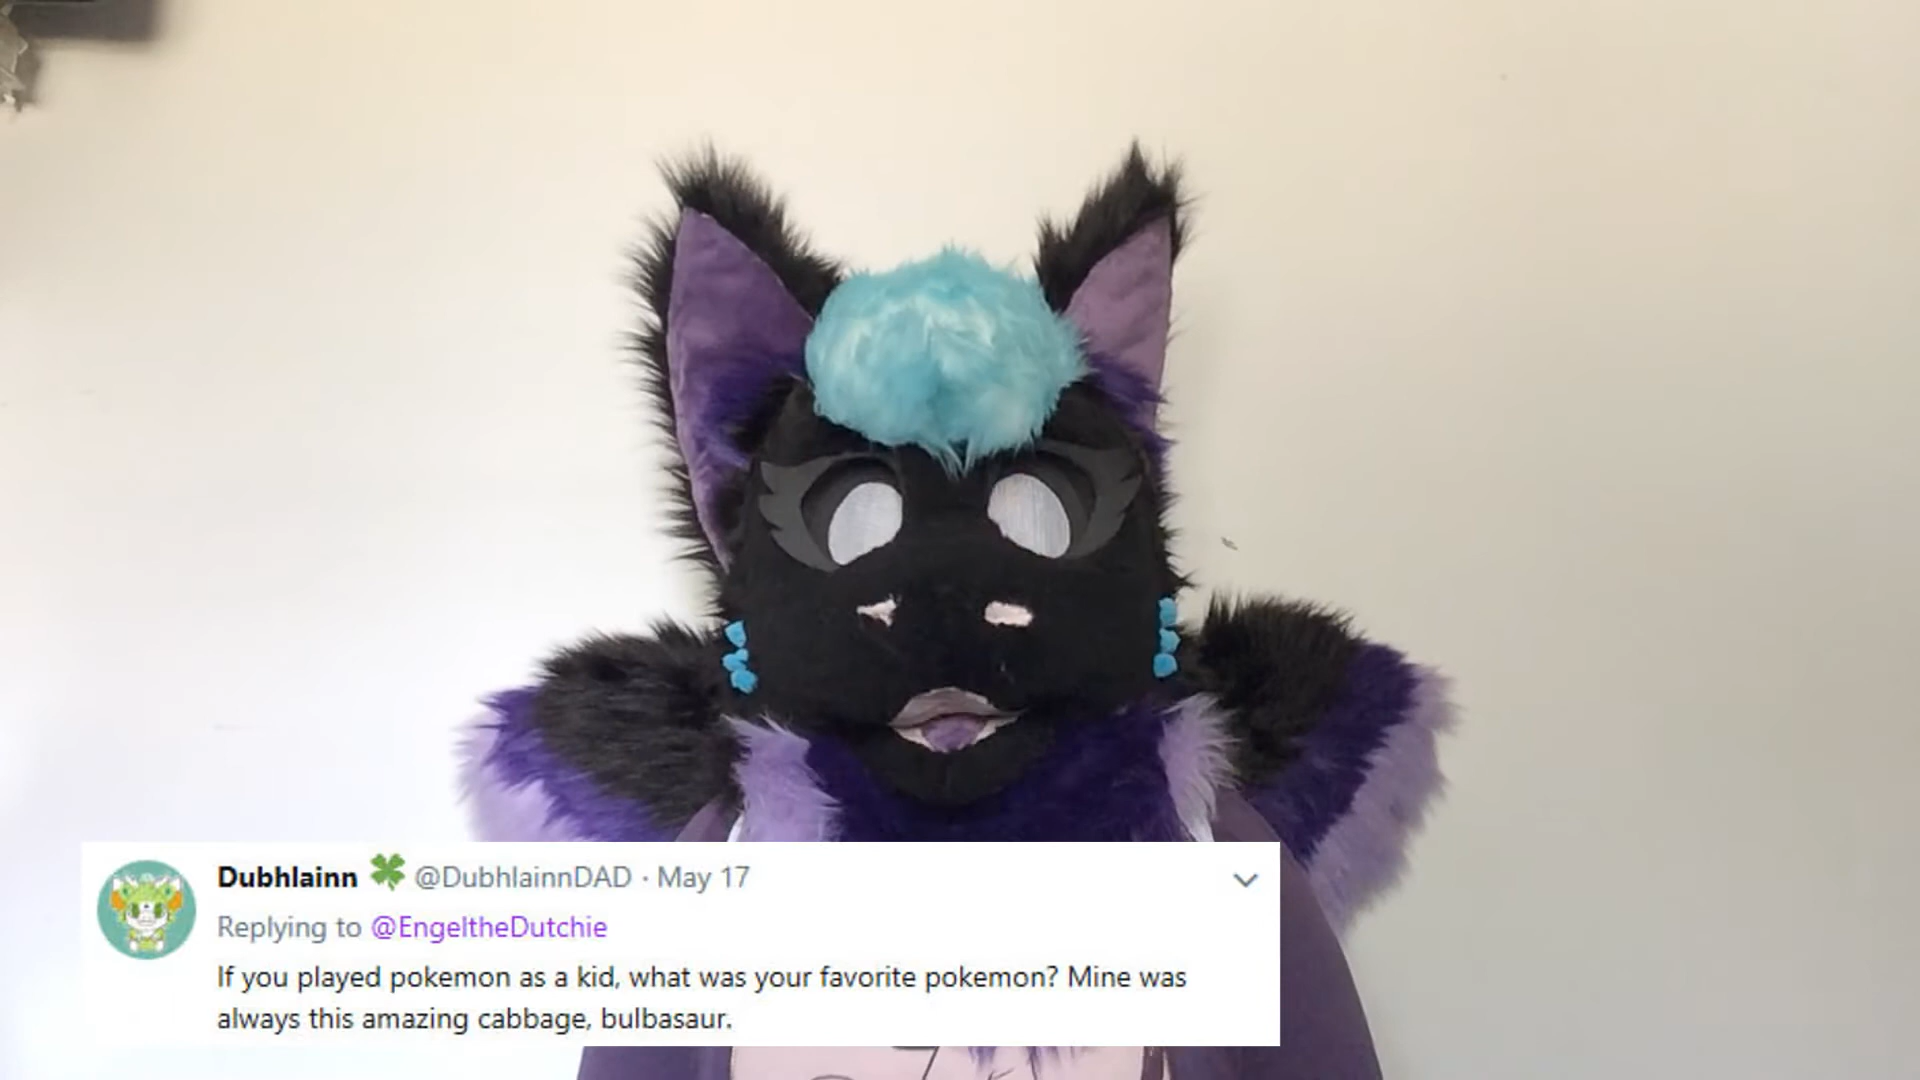 Dubhlainn 🍀 @DubhlainnDAD · May 17
Replying to @EngeltheDutchie
If you played pokemon as a kid, what was your favorite pokemon? Mine was
always this amazing cabbage, bulbasaur.